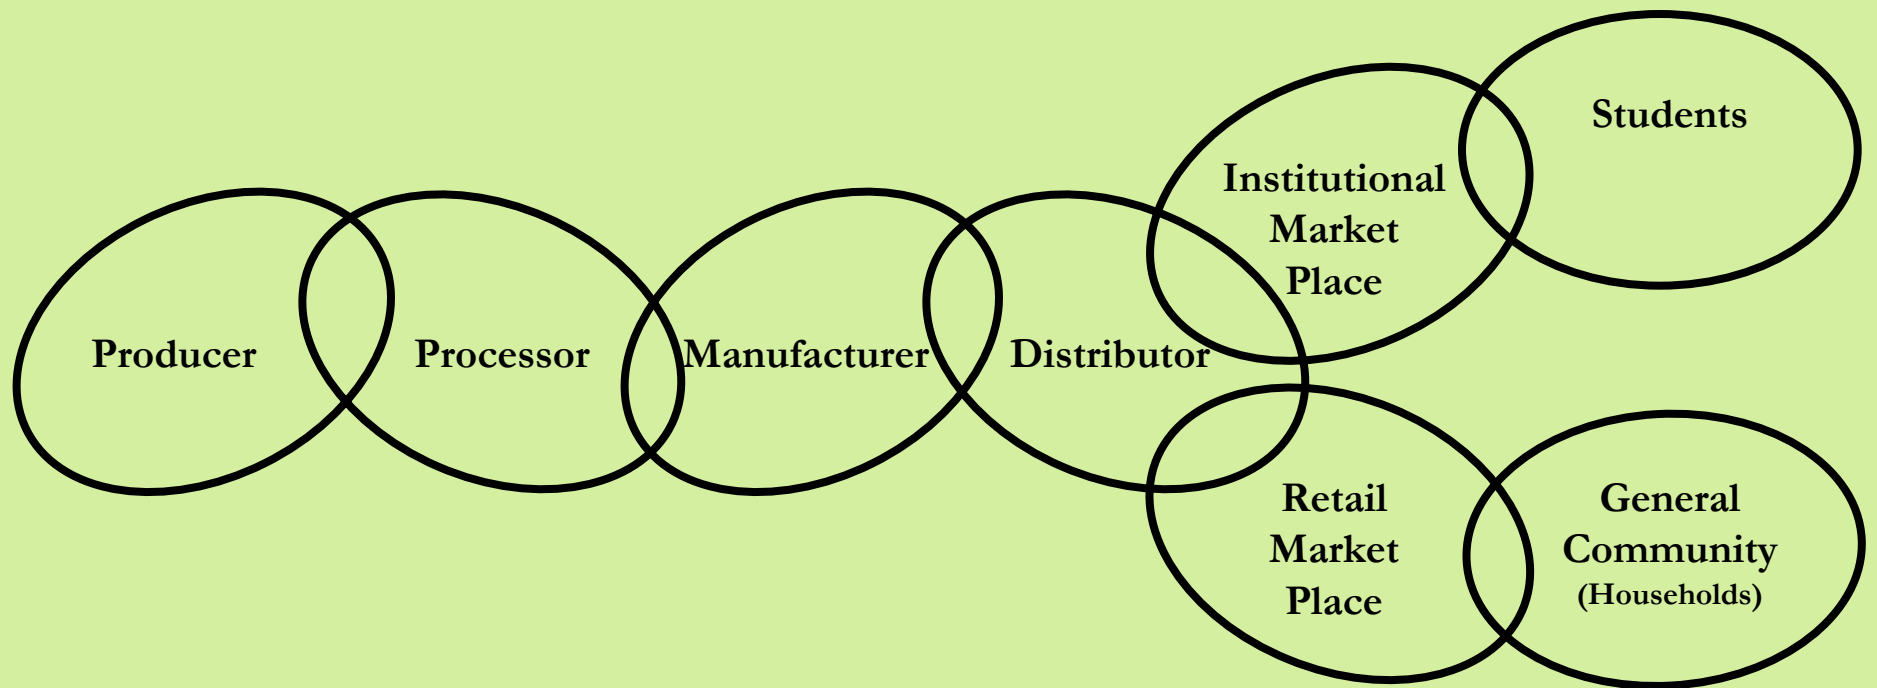 Producer
Processor
Manufacturer
Distributor
Institutional
Market
Place
Students
Retail
Market
Place
General
Community
(Households)